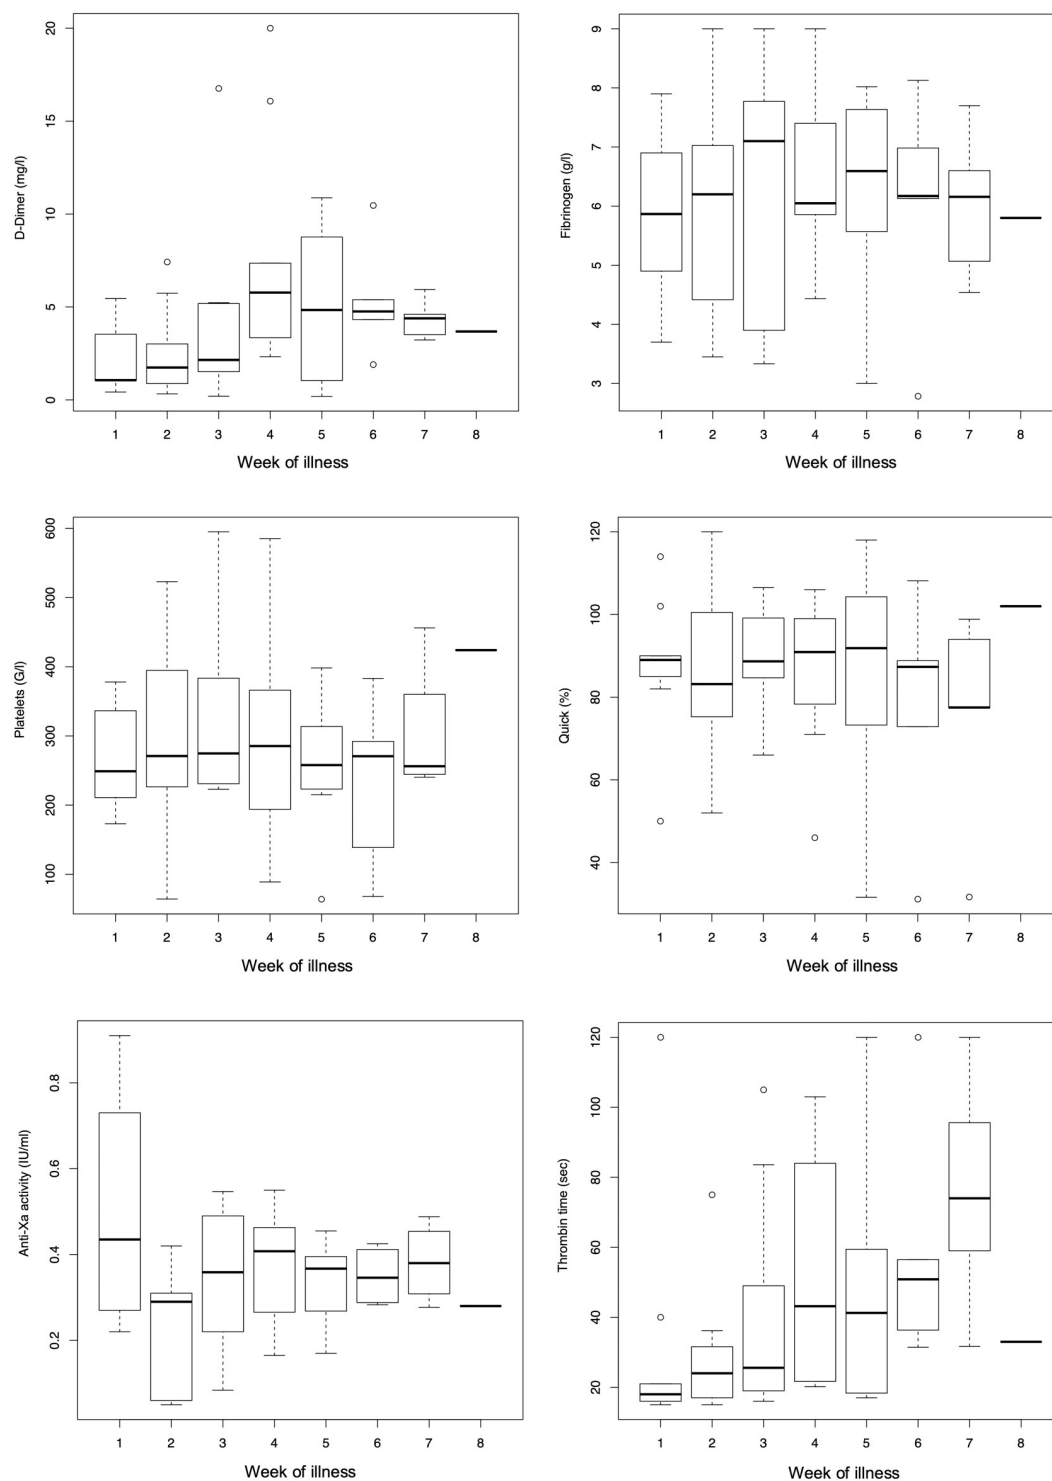 D-Dimer (mg/l)
20
15
10
5
0
1 2 3 4 5 6 7 8
Week of illness
Fibrinogen (g/l)
9
8
7
6
5
4
3
1 2 3 4 5 6 7 8
Week of illness
Platelets (G/l)
600
500
400
300
200
100
1 2 3 4 5 6 7 8
Week of illness
Quick (%)
120
100
80
60
40
1 2 3 4 5 6 7 8
Week of illness
Anti-Xa activity (IU/ml)
0.8
0.6
0.4
0.2
1 2 3 4 5 6 7 8
Week of illness
Thrombin time (sec)
120
100
80
60
40
20
1 2 3 4 5 6 7 8
Week of illness